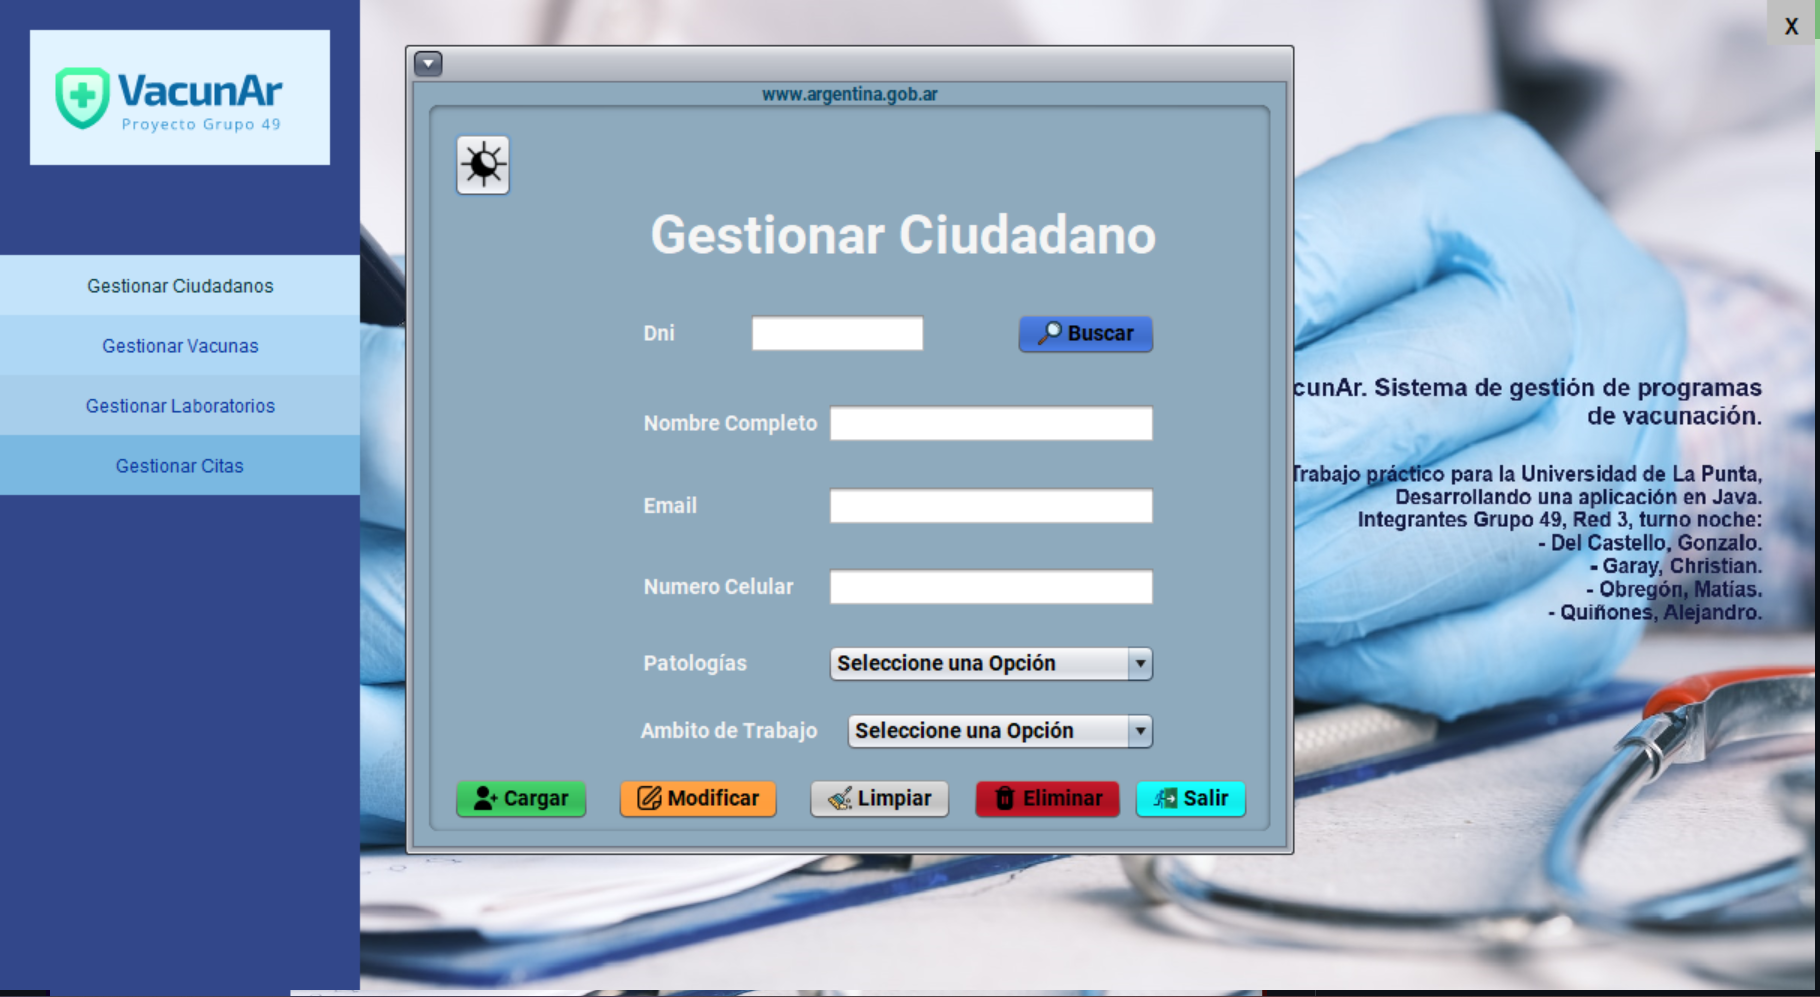 VacunAr
Proyecto Grupo 49
Gestionar Ciudadanos
Gestionar Vacunas
Gestionar Laboratorios
Gestionar Citas
X
www.argentina.gob.ar
Gestionar Ciudadano
Dni
Buscar
Nombre Completo
Email
Numero Celular
Patologías
Seleccione una Opción
Ambito de Trabajo
Seleccione una Opción
Cargar
Modificar
Limpiar
Eliminar
Salir
cunAr. Sistema de gestión de programas
de vacunación.
Trabajo práctico para la Universidad de La Punta,
Desarrollando una aplicación en Java.
Integrantes Grupo 49, Red 3, turno noche:
- Del Castello, Gonzalo.
- Garay, Christian.
- Obregón, Matías.
- Quiñones, Alejandro.